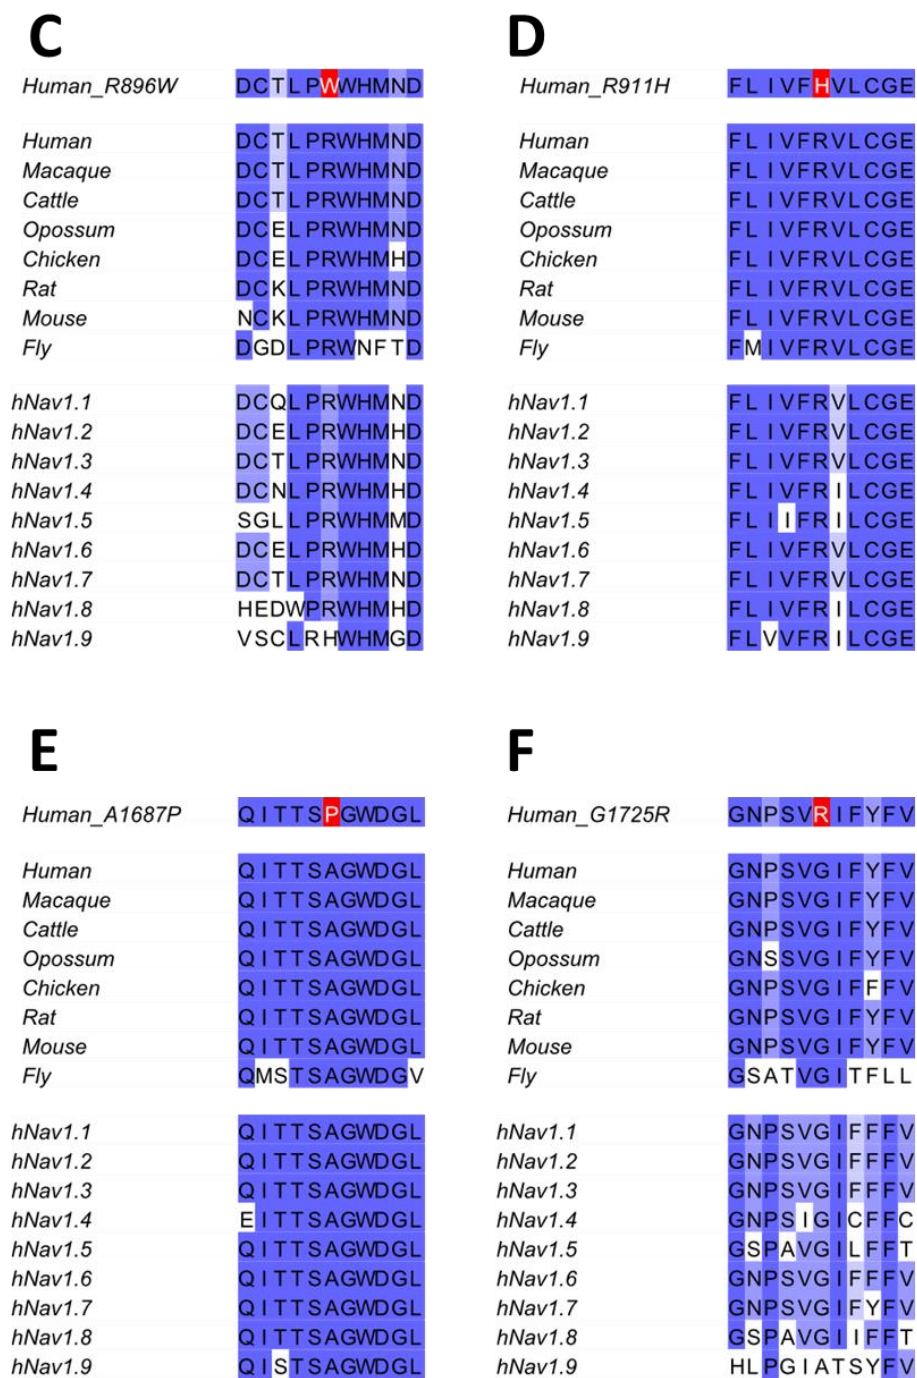 C
Human_R896W DCTLPWWHMND
Human DCTLPRWHMND
Macaque DCTLPRWHMND
Cattle DCTLPRWHMND
Opossum DCELPRWHMND
Chicken DCELPRWHMHD
Rat DCKLPRWHMND
Mouse NCKLPRWHMND
Fly DGDLPRWNFTD
hNav1.1 DCQLPRWHMND
hNav1.2 DCELPRWHMHD
hNav1.3 DCTLPRWHMND
hNav1.4 DCNLPRWHMHD
hNav1.5 SGLLPRWHMMD
hNav1.6 DCELPRWHMHD
hNav1.7 DCTLPRWHMND
hNav1.8 HEDWPRWHMHD
hNav1.9 VSCLRHWHMGD
D
Human_R911H FLIVFHVLCGE
Human FLIVFRVLCGE
Macaque FLIVFRVLCGE
Cattle FLIVFRVLCGE
Opossum FLIVFRVLCGE
Chicken FLIVFRVLCGE
Rat FLIVFRVLCGE
Mouse FLIVFRVLCGE
Fly FMIVFRVLCGE
hNav1.1 FLIVFRVLCGE
hNav1.2 FLIVFRVLCGE
hNav1.3 FLIVFRVLCGE
hNav1.4 FLIVFRILCGE
hNav1.5 FLIIFRILCGE
hNav1.6 FLIVFRVLCGE
hNav1.7 FLIVFRVLCGE
hNav1.8 FLIVFRILCGE
hNav1.9 FLVVFRILCGE
E
Human_A1687P QITTSPGWDGL
Human QITTSAGWDGL
Macaque QITTSAGWDGL
Cattle QITTSAGWDGL
Opossum QITTSAGWDGL
Chicken QITTSAGWDGL
Rat QITTSAGWDGL
Mouse QITTSAGWDGL
Fly QMSTSAGWDGV
hNav1.1 QITTSAGWDGL
hNav1.2 QITTSAGWDGL
hNav1.3 QITTSAGWDGL
hNav1.4 EITTSAGWDGL
hNav1.5 QITTSAGWDGL
hNav1.6 QITTSAGWDGL
hNav1.7 QITTSAGWDGL
hNav1.8 QITTSAGWDGL
hNav1.9 QISTSAGWDGL
F
Human_G1725R GNPSVRIFYFV
Human GNPSVGIFYFV
Macaque GNPSVGIFYFV
Cattle GNPSVGIFYFV
Opossum GNSSVGIFYFV
Chicken GNPSVGIFFFV
Rat GNPSVGIFYFV
Mouse GNPSVGIFYFV
Fly GSATVGITFLL
hNav1.1 GNPSVGIFFFV
hNav1.2 GNPSVGIFFFV
hNav1.3 GNPSVGIFFFV
hNav1.4 GNPSIGICFFC
hNav1.5 GSPAVGILFFT
hNav1.6 GNPSVGIFFFV
hNav1.7 GNPSVGIFYFV
hNav1.8 GSPAVGIIFFT
hNav1.9 HLPGIATSYFV